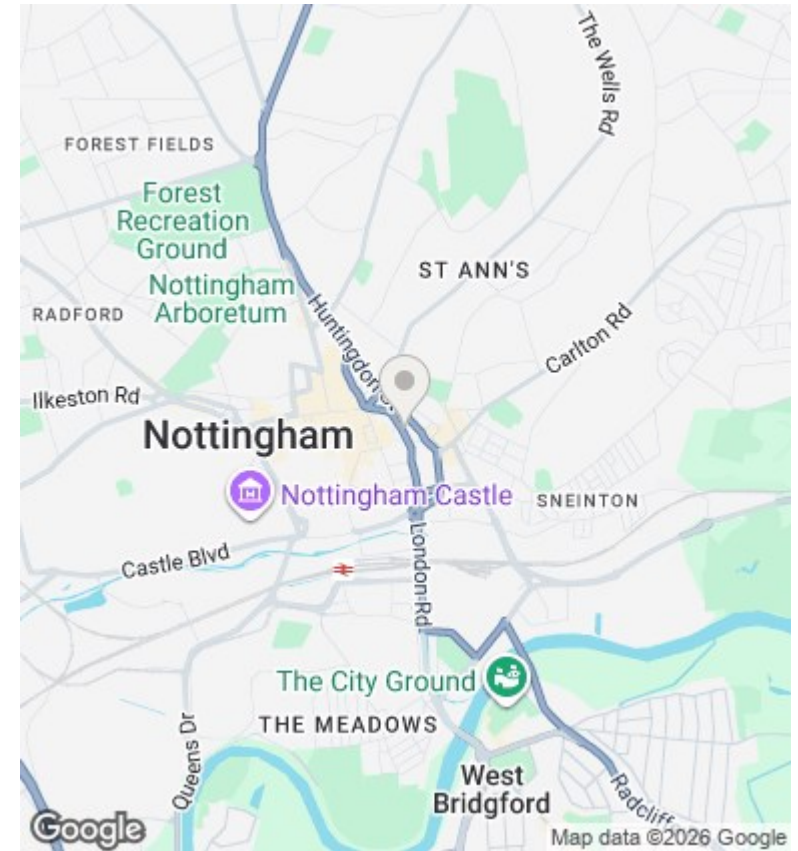 The Wells Rd
FOREST FIELDS
Forest
Recreation
Ground
ST ANN'S
Nottingham
Arboretum
RADFORD
Huntingdon St
Carlton Rd
Ilkeston Rd
Nottingham
Nottingham Castle
SNEINTON
London Rd
Castle Blvd
The City Ground
THE MEADOWS
Queens Dr
West
Bridgford
Radcliff
Google
Map data ©2026 Google